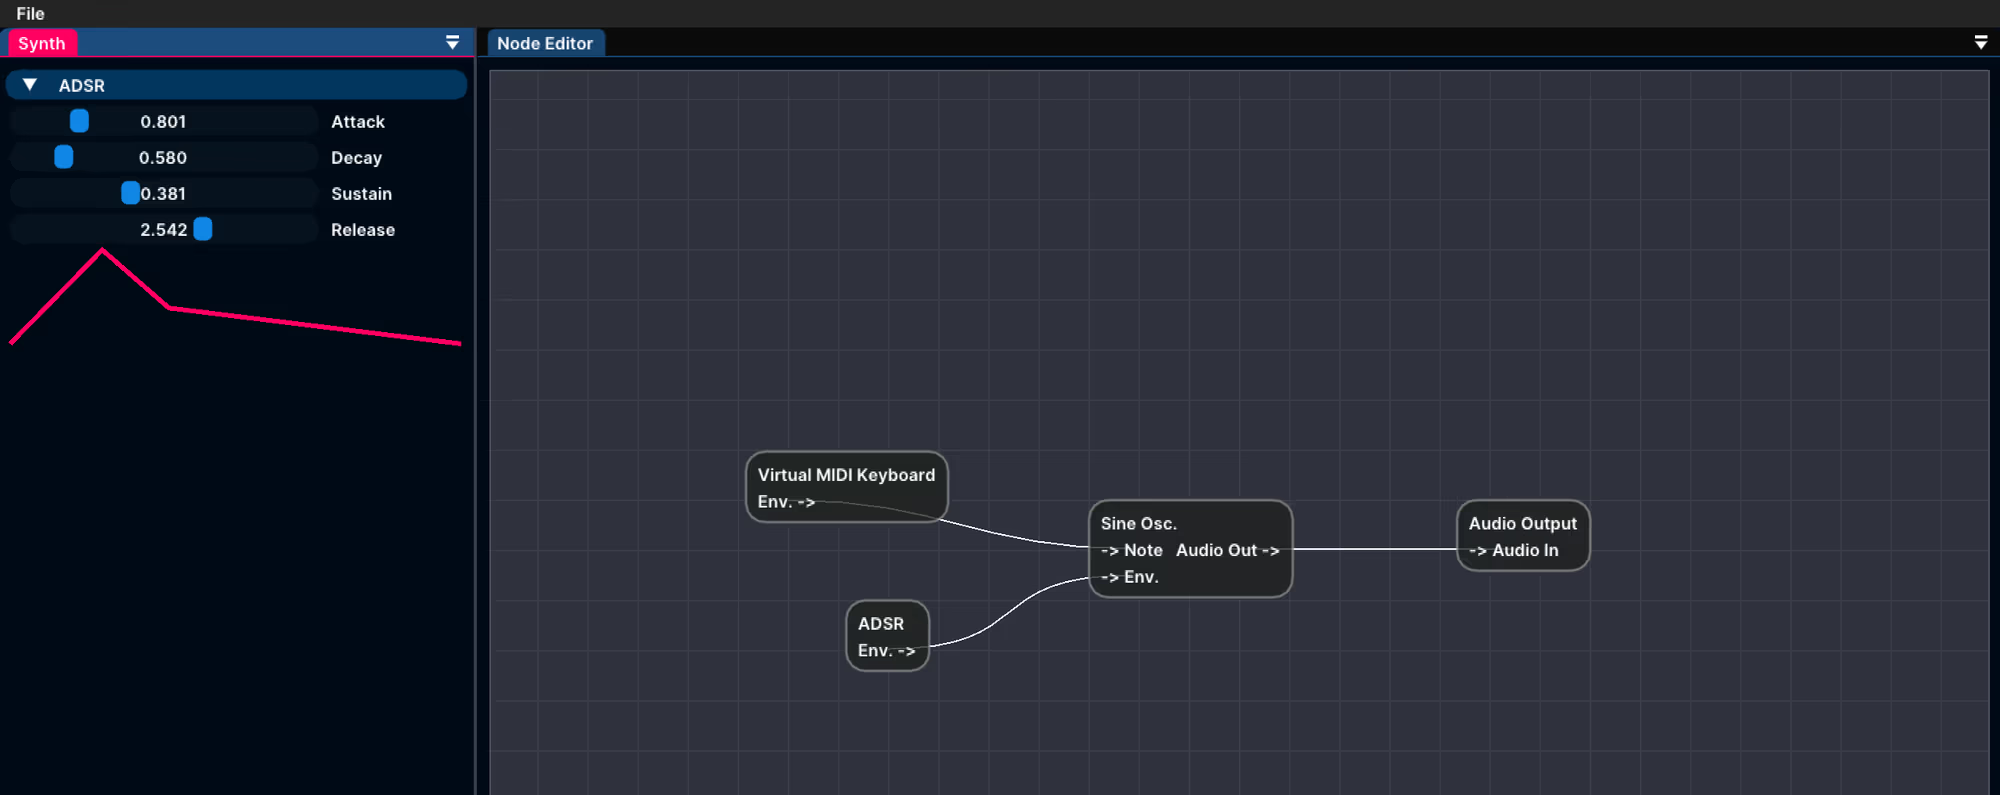 File
Synth
Node Editor
ADSR
0.801 Attack
0.580 Decay
0.381 Sustain
2.542 Release
Virtual MIDI Keyboard
Env. ->
Sine Osc.
-> Note Audio Out ->
-> Env.
Audio Output
-> Audio In
ADSR
Env. ->